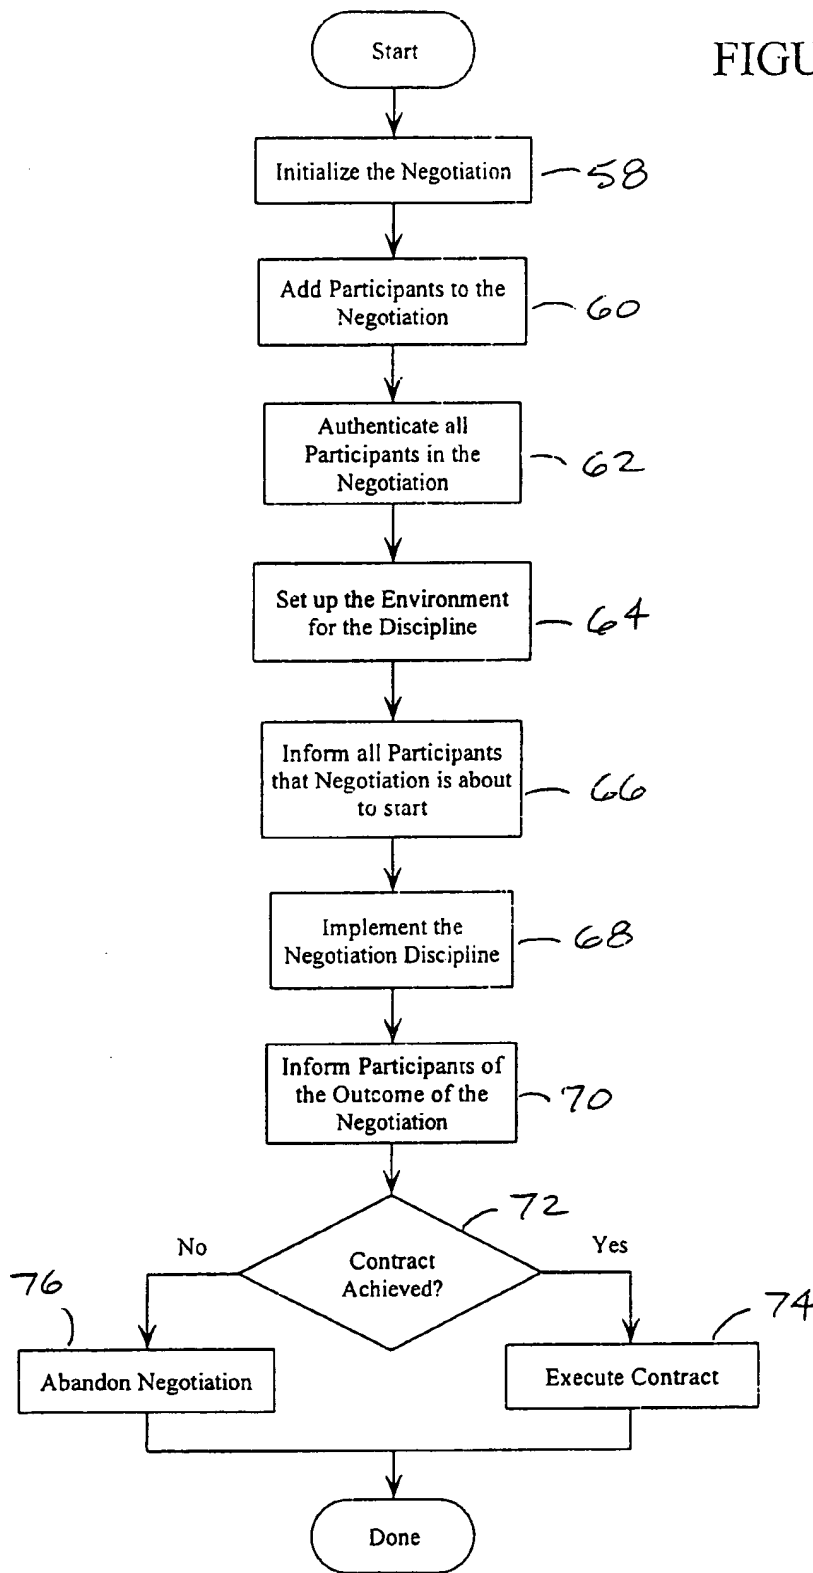 Start
FIGU
Initialize the Negotiation
58
Add Participants to the
Negotiation
60
Authenticate all
Participants in the
Negotiation
62
Set up the Environment
for the Discipline
64
Inform all Participants
that Negotiation is about
to start
66
Implement the
Negotiation Discipline
68
Inform Participants of
the Outcome of the
Negotiation
70
72
No
Contract
Achieved?
Yes
76
74
Abandon Negotiation
Execute Contract
Done